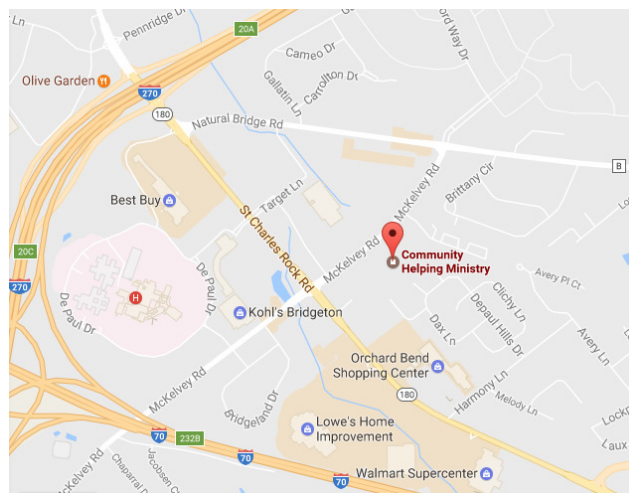 Pennridge Dr
20A
Cameo Dr
Olive Garden
270
Gallatin Ln
Carrollton Dr
180
Natural Bridge Rd
B
McKelvey Rd
Brittany Cir
Best Buy
Target Ln
St Charles Rock Rd
McKelvey Rd
Community
Helping Ministry
20C
270
De Paul Dr
H
De Paul Dr
Avery Pl Ct
Clichy Ln
Depaul Hills Dr
Avery Ln
Kohl's Bridgeton
Dax Ln
Orchard Bend
Shopping Center
McKelvey Rd
Bridgeland Dr
180
Harmony Ln
Melody Ln
Lowe's Home
Improvement
70
232B
70
70
Walmart Supercenter
Chaparral D
Jacobsen C
Lockp
Laux